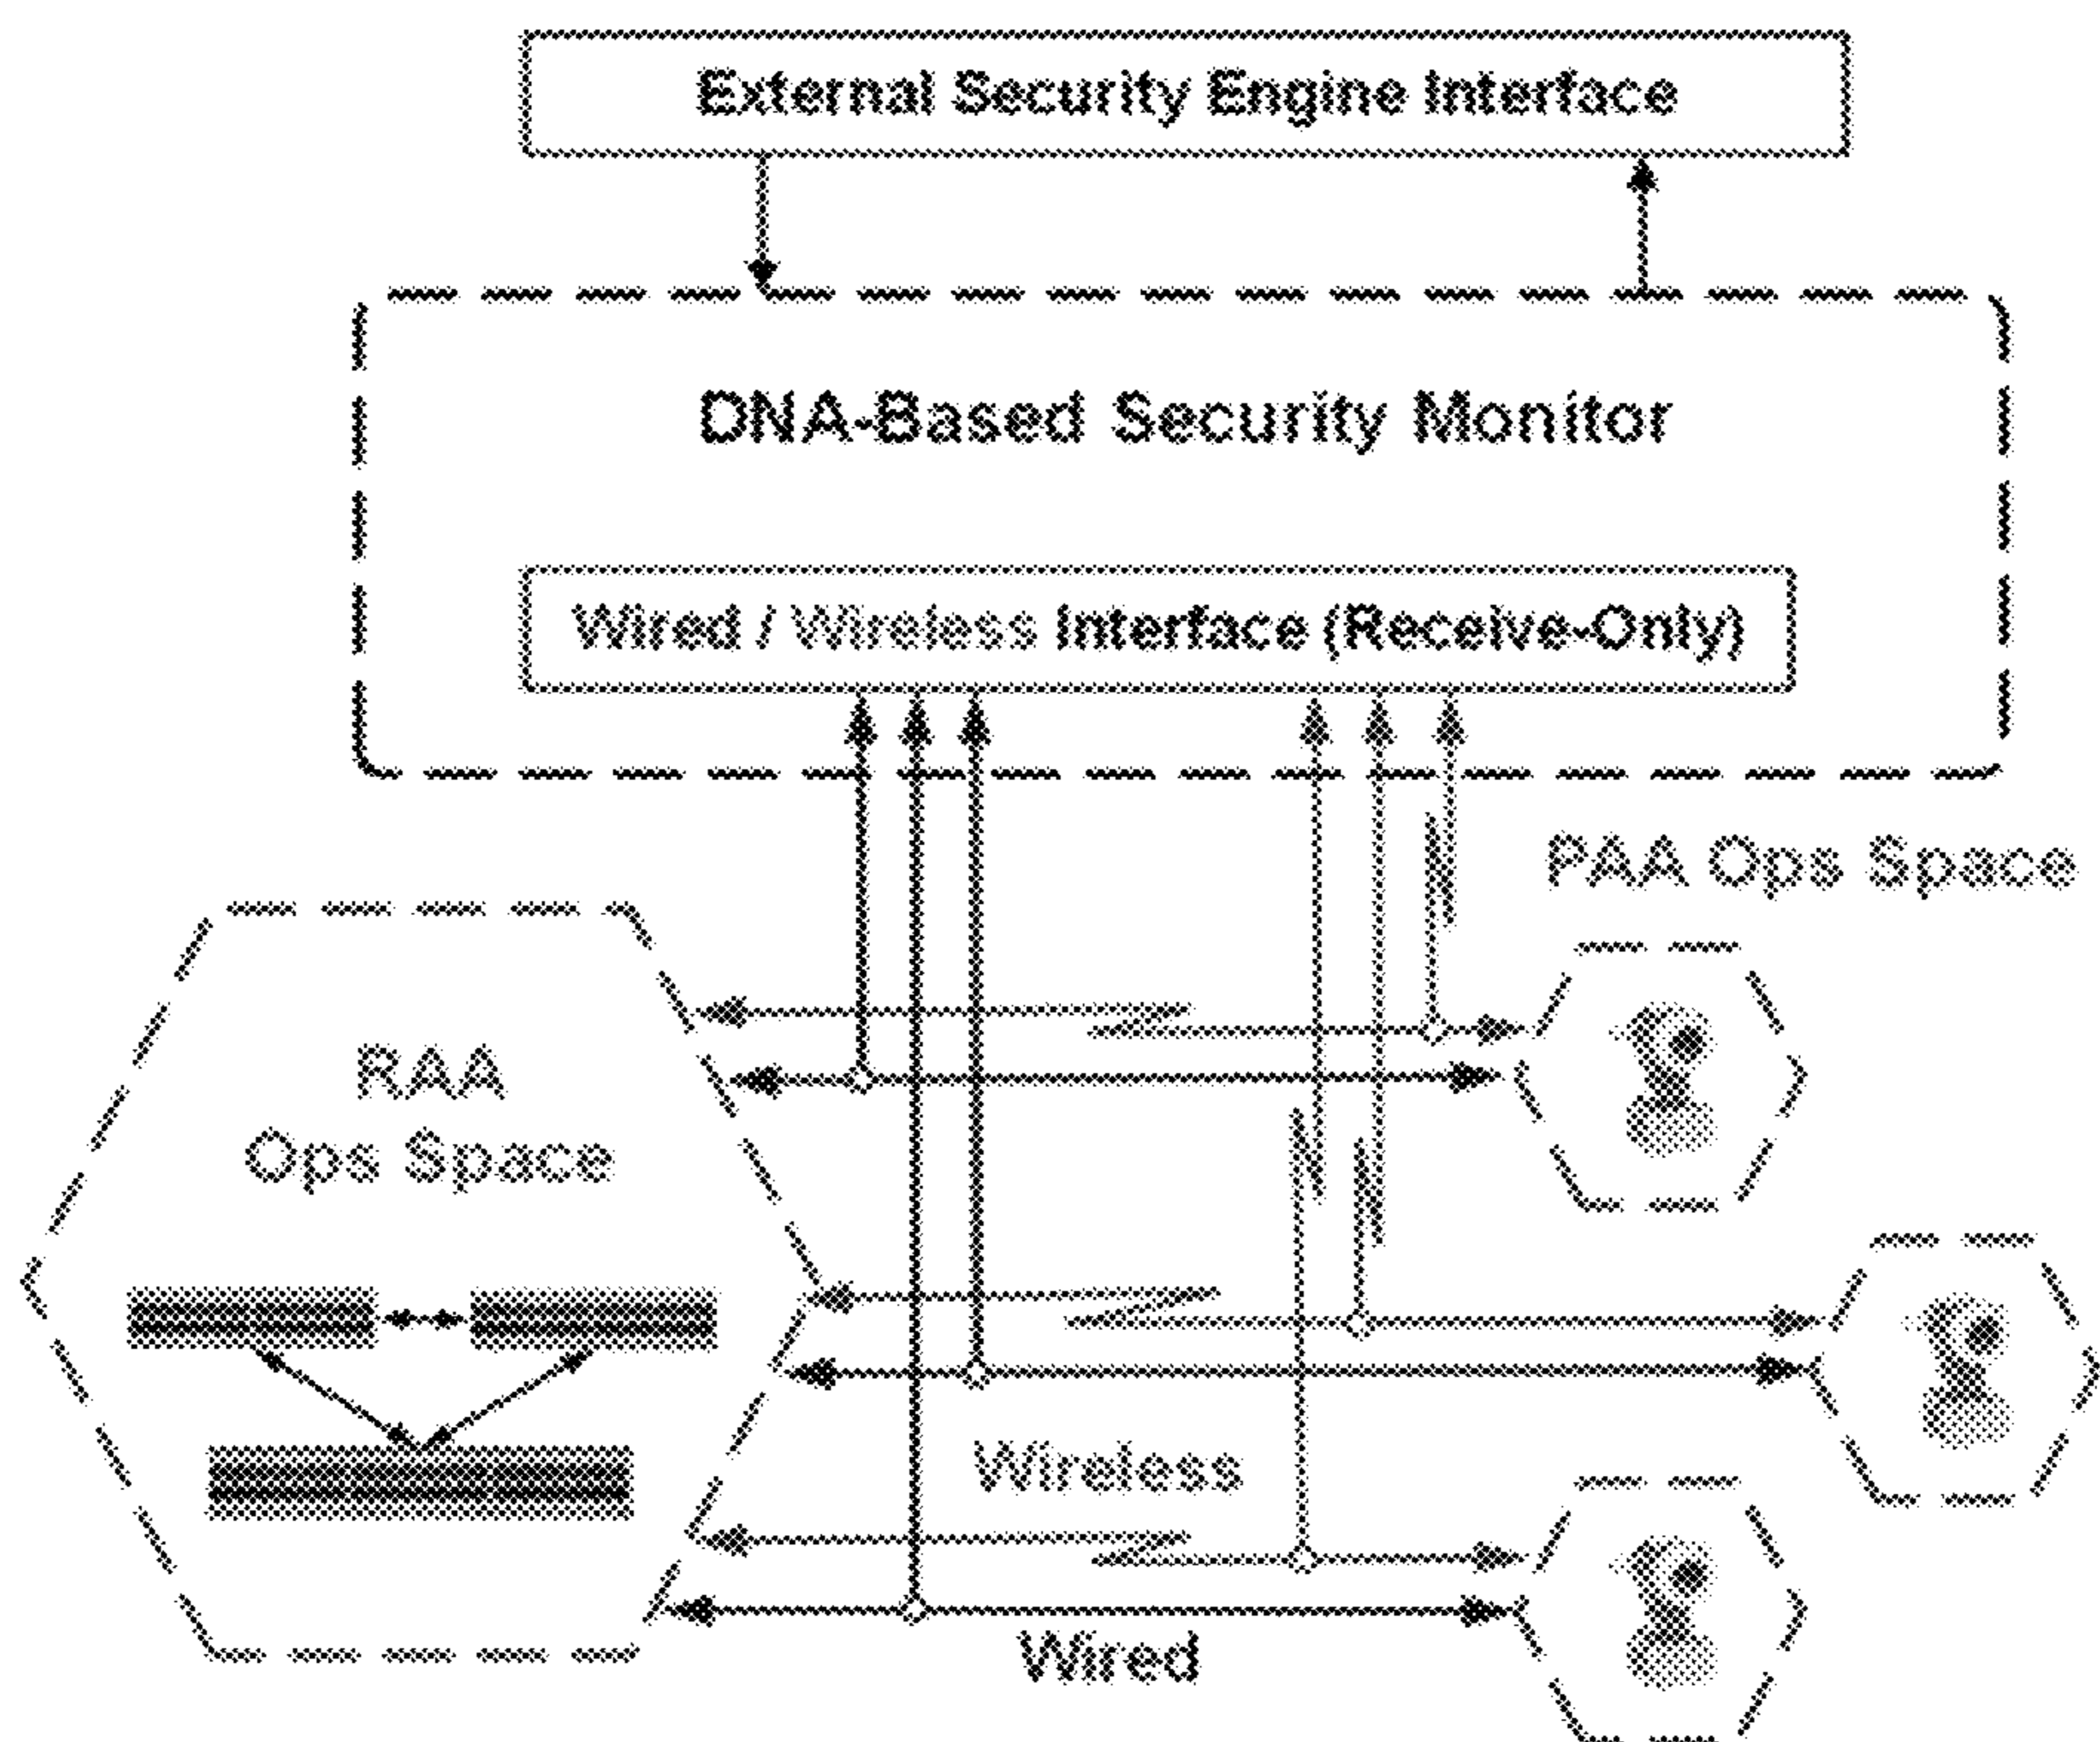 External Security Engine Interface
DNA-Based Security Monitor
Wired / Wireless Interface (Receive-Only)
PAA Ops Space
RAA
Ops Space
Wireless
Wired